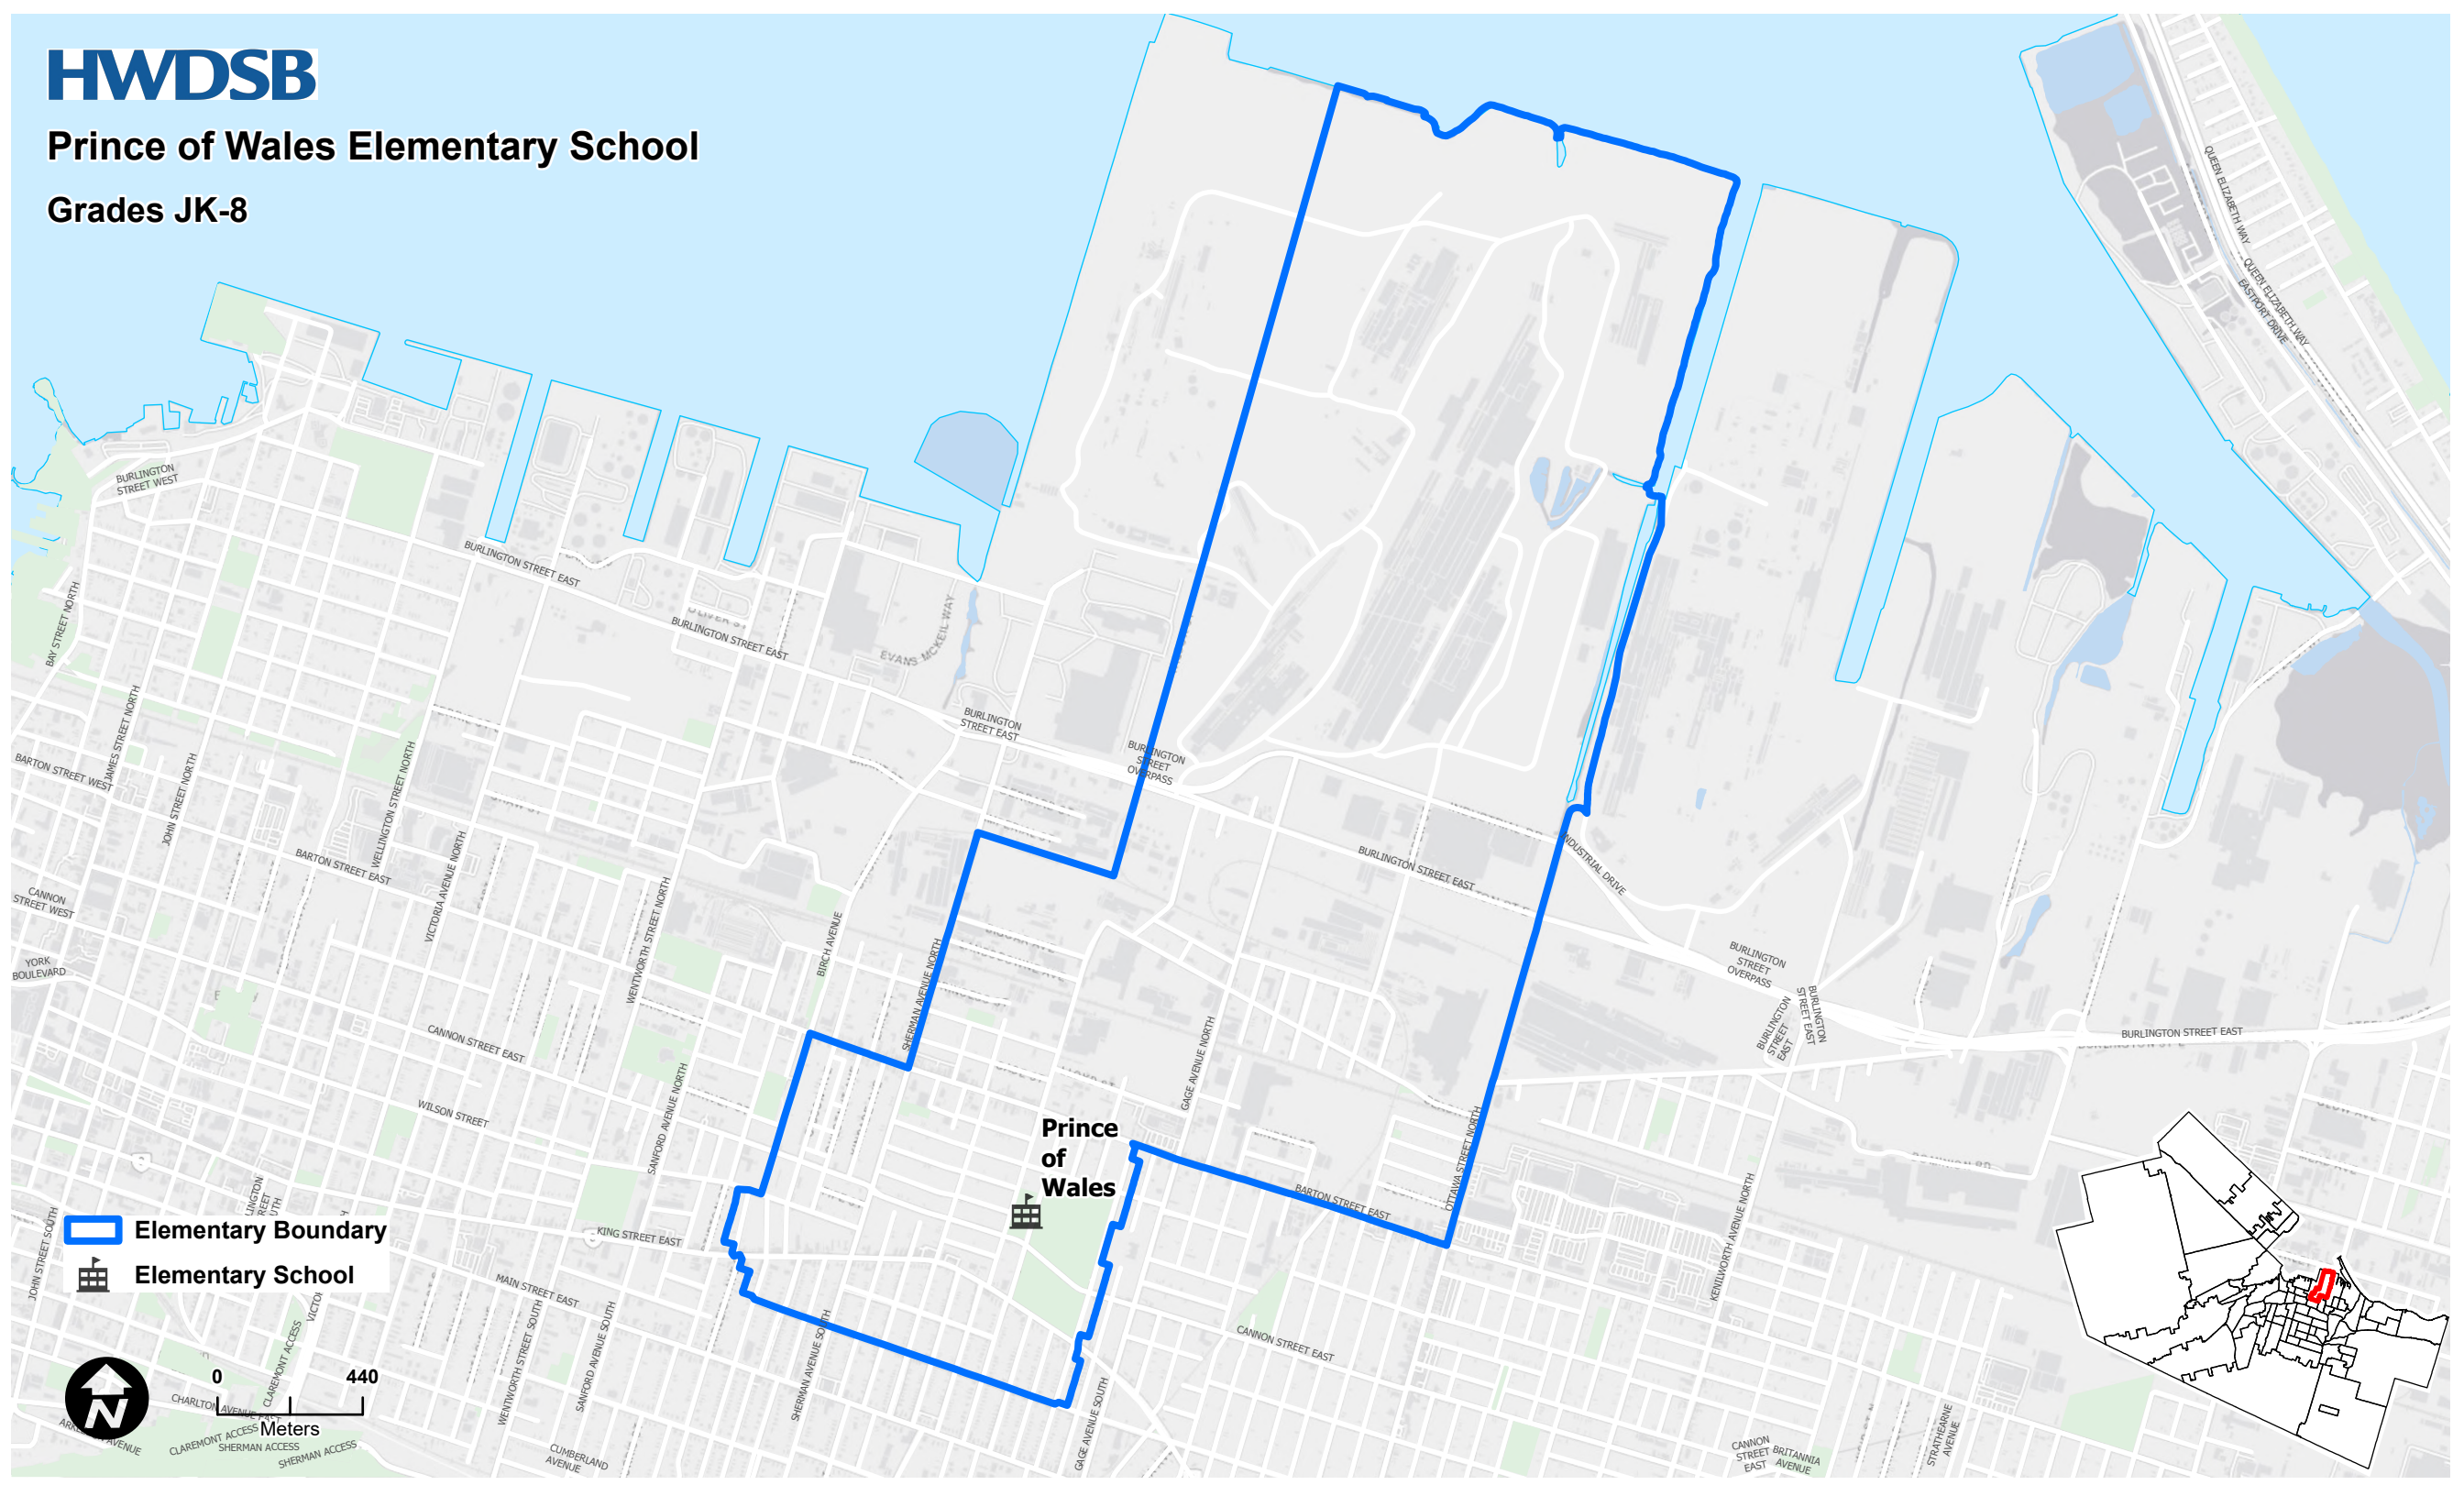 HWDSB
Prince of Wales Elementary School
Grades JK-8
QUEEN ELIZABETH WAY
QUEEN ELIZABETH WAY
EASTPORT DRIVE
BURLINGTON
STREET WEST
BURLINGTON STREET EAST
BURLINGTON STREET EAST
EVANS MCKEIL WAY
BAY STREET NORTH
JAMES STREET NORTH
JOHN STREET NORTH
BARTON STREET WEST
WELLINGTON STREET NORTH
VICTORIA AVENUE NORTH
BARTON STREET EAST
BURLINGTON
STREET EAST
BURLINGTON
STREET
OVERPASS
INDUSTRIAL DRIVE
BURLINGTON STREET EAST
CANNON
STREET WEST
YORK
BOULEVARD
WENTWORTH STREET NORTH
BIRCH AVENUE
SHERMAN AVENUE NORTH
BURLINGTON
STREET
OVERPASS
BURLINGTON
STREET
EAST
BURLINGTON
STREET EAST
BURLINGTON STREET EAST
CANNON STREET EAST
WILSON STREET
SANFORD AVENUE NORTH
GAGE AVENUE NORTH
OTTAWA STREET NORTH
KENILWORTH AVENUE NORTH
Prince
of
Wales
BARTON STREET EAST
KING STREET EAST
Elementary Boundary
Elementary School
MAIN STREET EAST
JOHN STREET SOUTH
CLAREMONT ACCESS
WENTWORTH STREET SOUTH
SANFORD AVENUE SOUTH
SHERMAN AVENUE SOUTH
GAGE AVENUE SOUTH
CANNON STREET EAST
0 440
Meters
N
CHARLTON AVENUE EAST
CLAREMONT ACCESS
SHERMAN ACCESS
SHERMAN ACCESS
CUMBERLAND
AVENUE
CANNON
STREET
EAST
BRITANNIA
AVENUE
STRATHEARNE
AVENUE